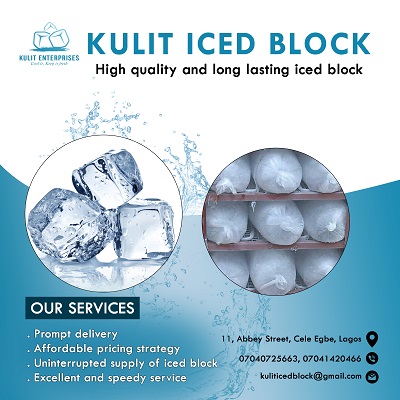 KULIT ENTERPRISES
KULIT ICED BLOCK
High quality and long lasting iced block
OUR SERVICES
. Prompt delivery
. Affordable pricing strategy
. Uninterrupted supply of iced block
. Excellent and speedy service
11, Abbey Street, Cele Egbe, Lagos
07040725663, 07041420466
kuliticedblock@gmail.com